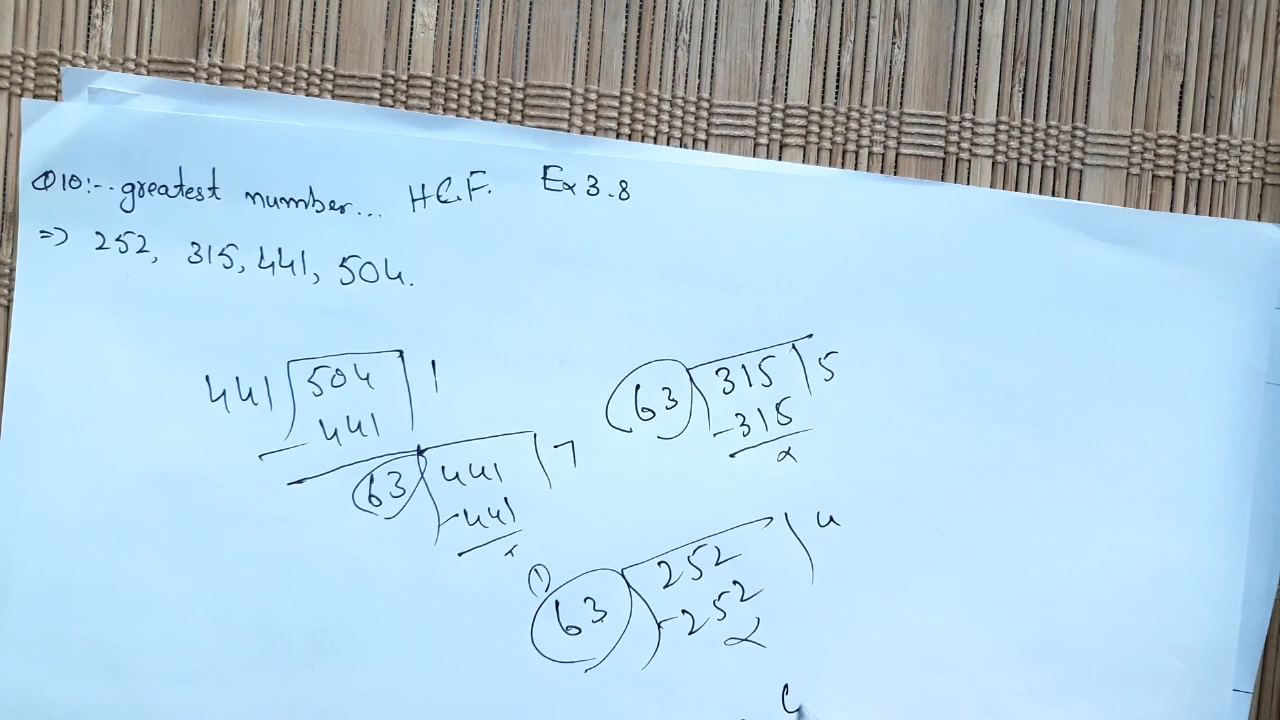 Q10:-. greatest number... H.C.F. Ex 3.8
=> 252, 315, 441, 504.
441 504 1
- 441
63 441 7
-441
x
63 315 5
-315
x
① 63 252 4
-252
x